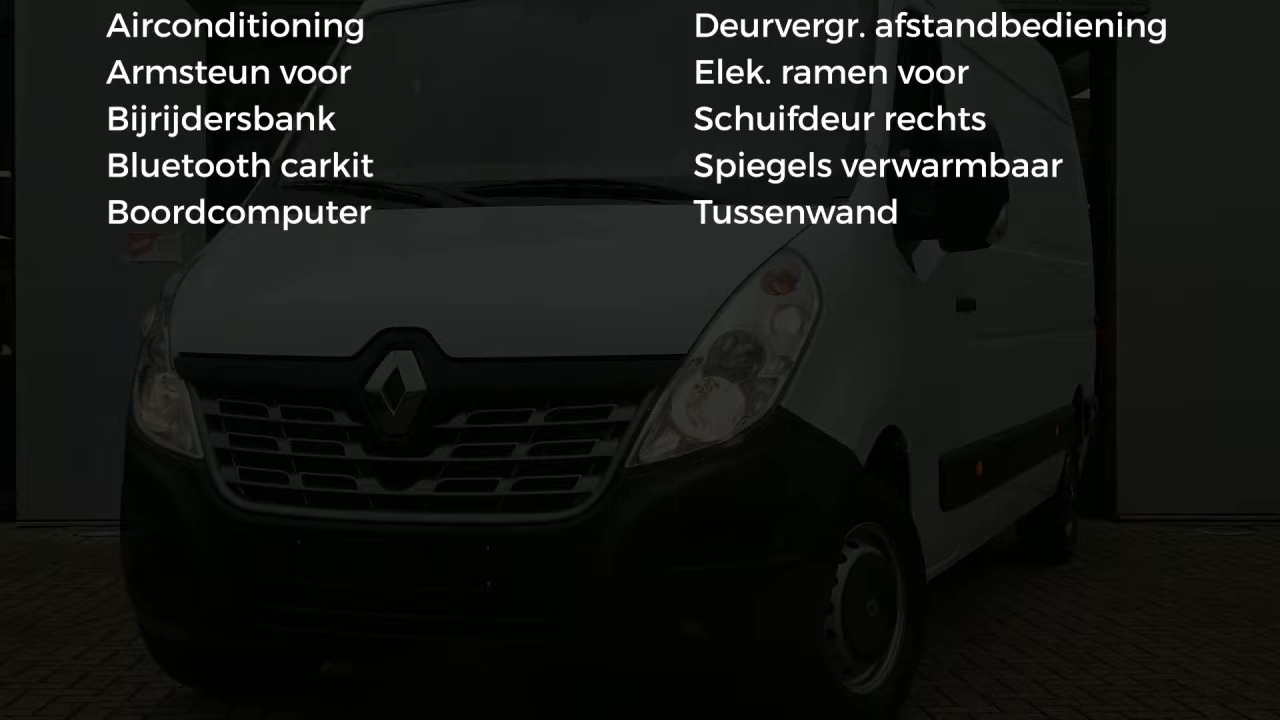 Airconditioning
Armsteun voor
Bijrijdersbank
Bluetooth carkit
Boordcomputer
Deurvergr. afstandbediening
Elek. ramen voor
Schuifdeur rechts
Spiegels verwarmbaar
Tussenwand